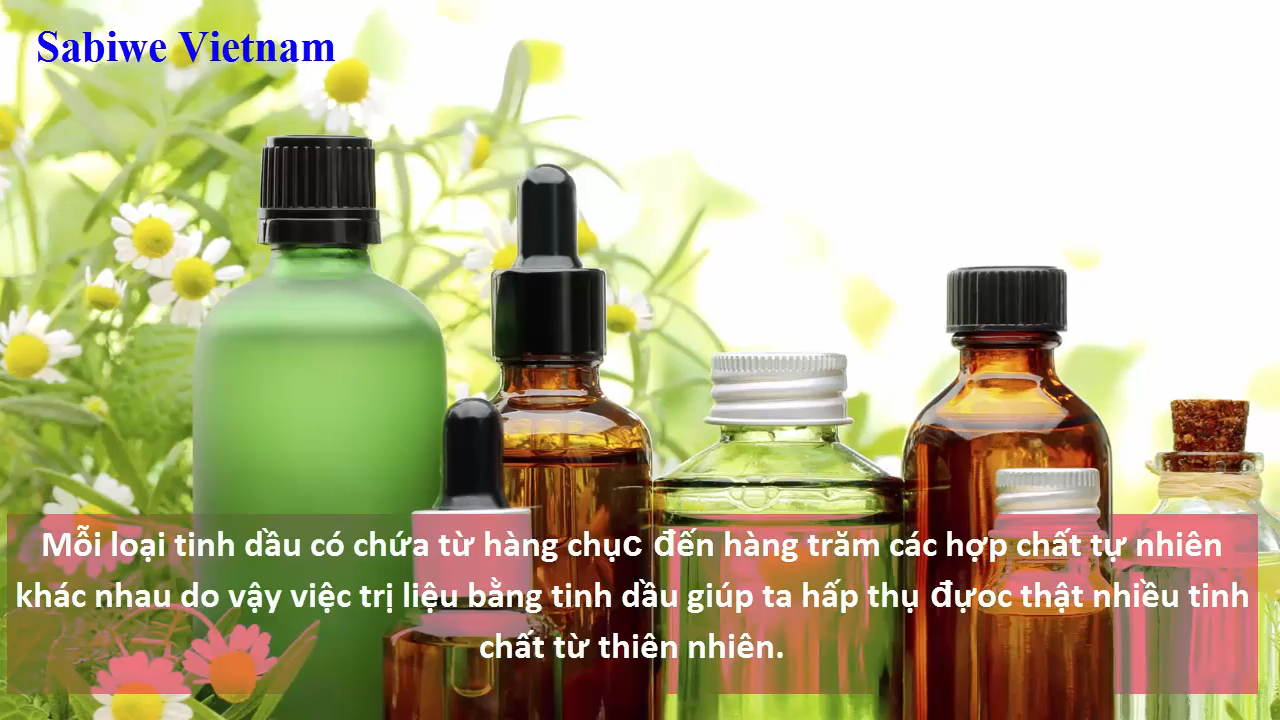 Sabiwe Vietnam
Mỗi loại tinh dầu có chứa từ hàng chục đến hàng trăm các hợp chất tự nhiên
khác nhau do vậy việc trị liệu bằng tinh dầu giúp ta hấp thụ đựoc thật nhiều tinh
chất từ thiên nhiên.